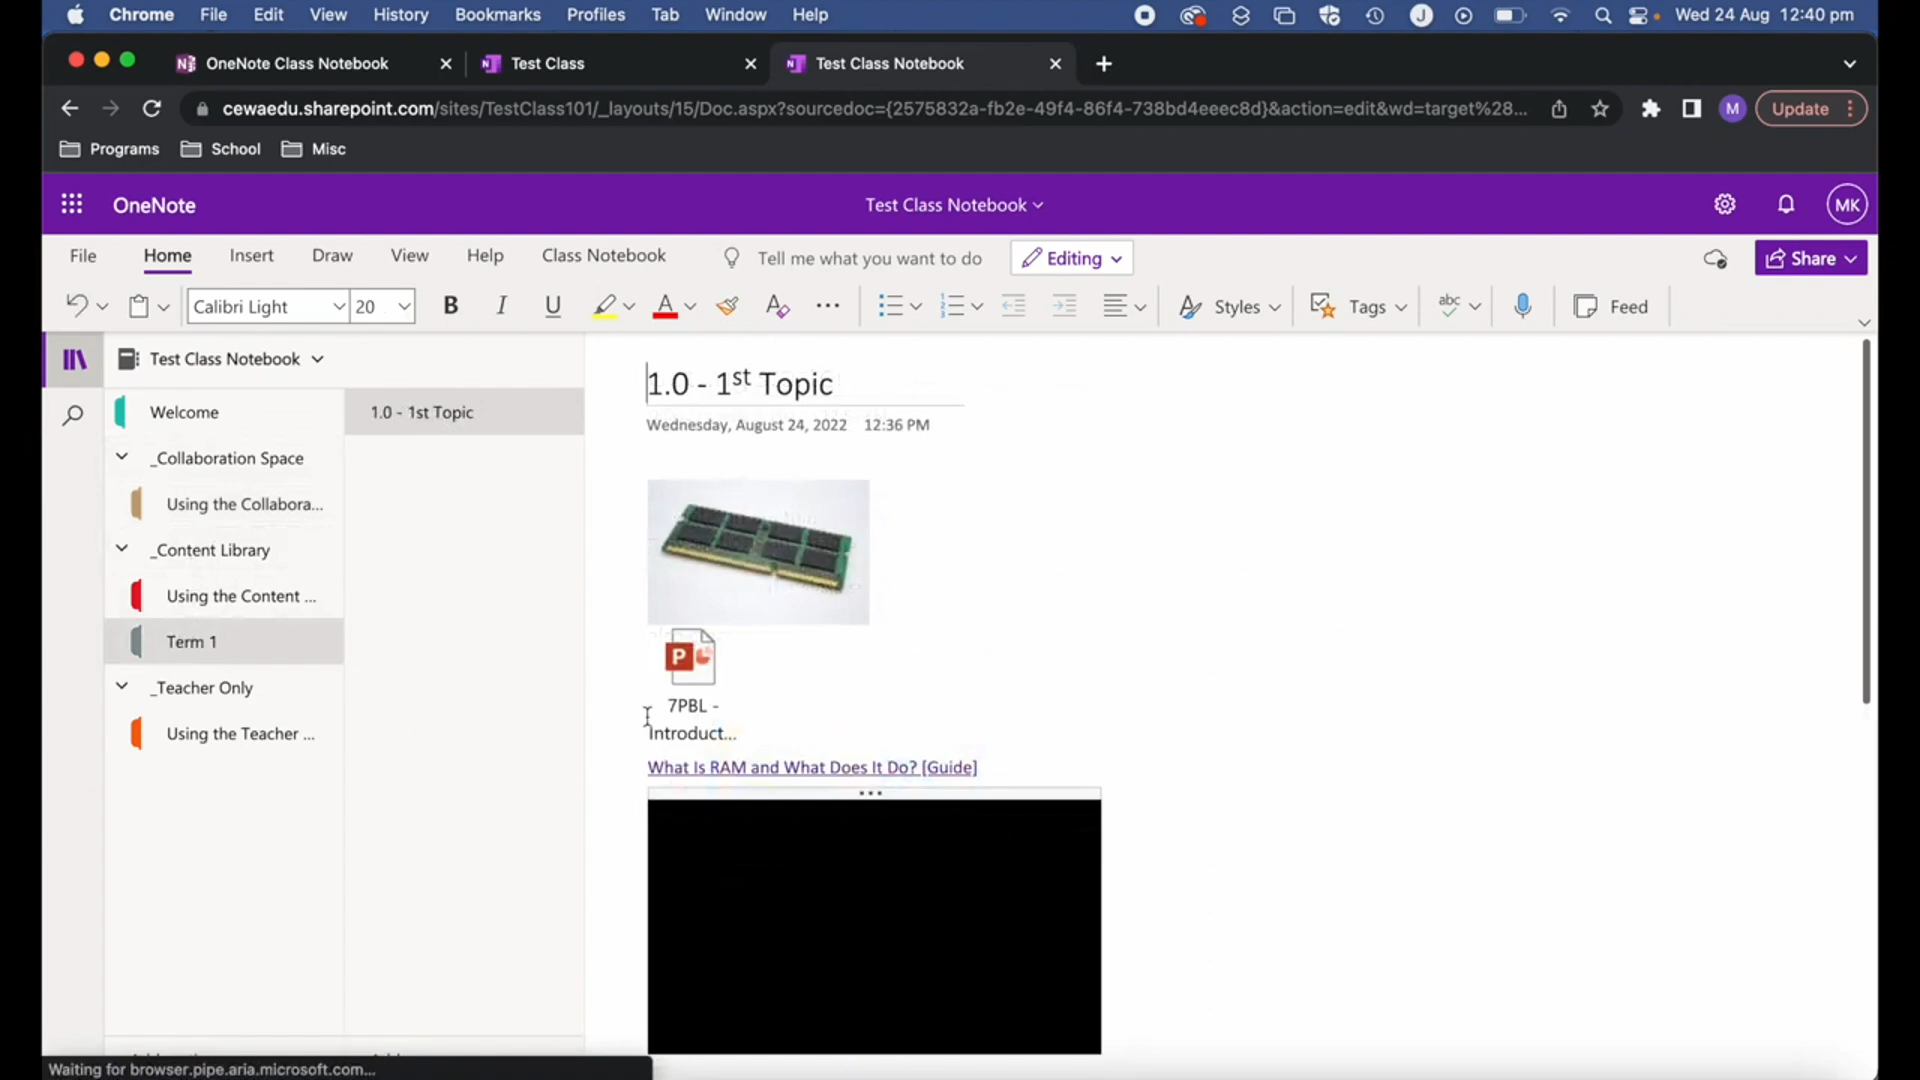 Chrome File Edit View History Bookmarks Profiles Tab Window Help J Wed 24 Aug 12:40 pm
N OneNote Class Notebook N Test Class N Test Class Notebook
cewaedu.sharepoint.com/sites/TestClass101/_layouts/15/Doc.aspx?sourcedoc={2575832a-fb2e-49f4-86f4-738bd4eeec8d}&action=edit&wd=target%28... M Update
Programs School Misc
OneNote Test Class Notebook MK
File Home Insert Draw View Help Class Notebook Tell me what you want to do Editing Share
Calibri Light 20 B I U A A Styles Tags abc Feed
Test Class Notebook
Welcome
_Collaboration Space
Using the Collabora...
_Content Library
Using the Content ...
Term 1
_Teacher Only
Using the Teacher ...
1.0 - 1st Topic
1.0 - 1st Topic
Wednesday, August 24, 2022 12:36 PM
P
7PBL -
Introduct...
What Is RAM and What Does It Do? [Guide]
Waiting for browser.pipe.aria.microsoft.com...